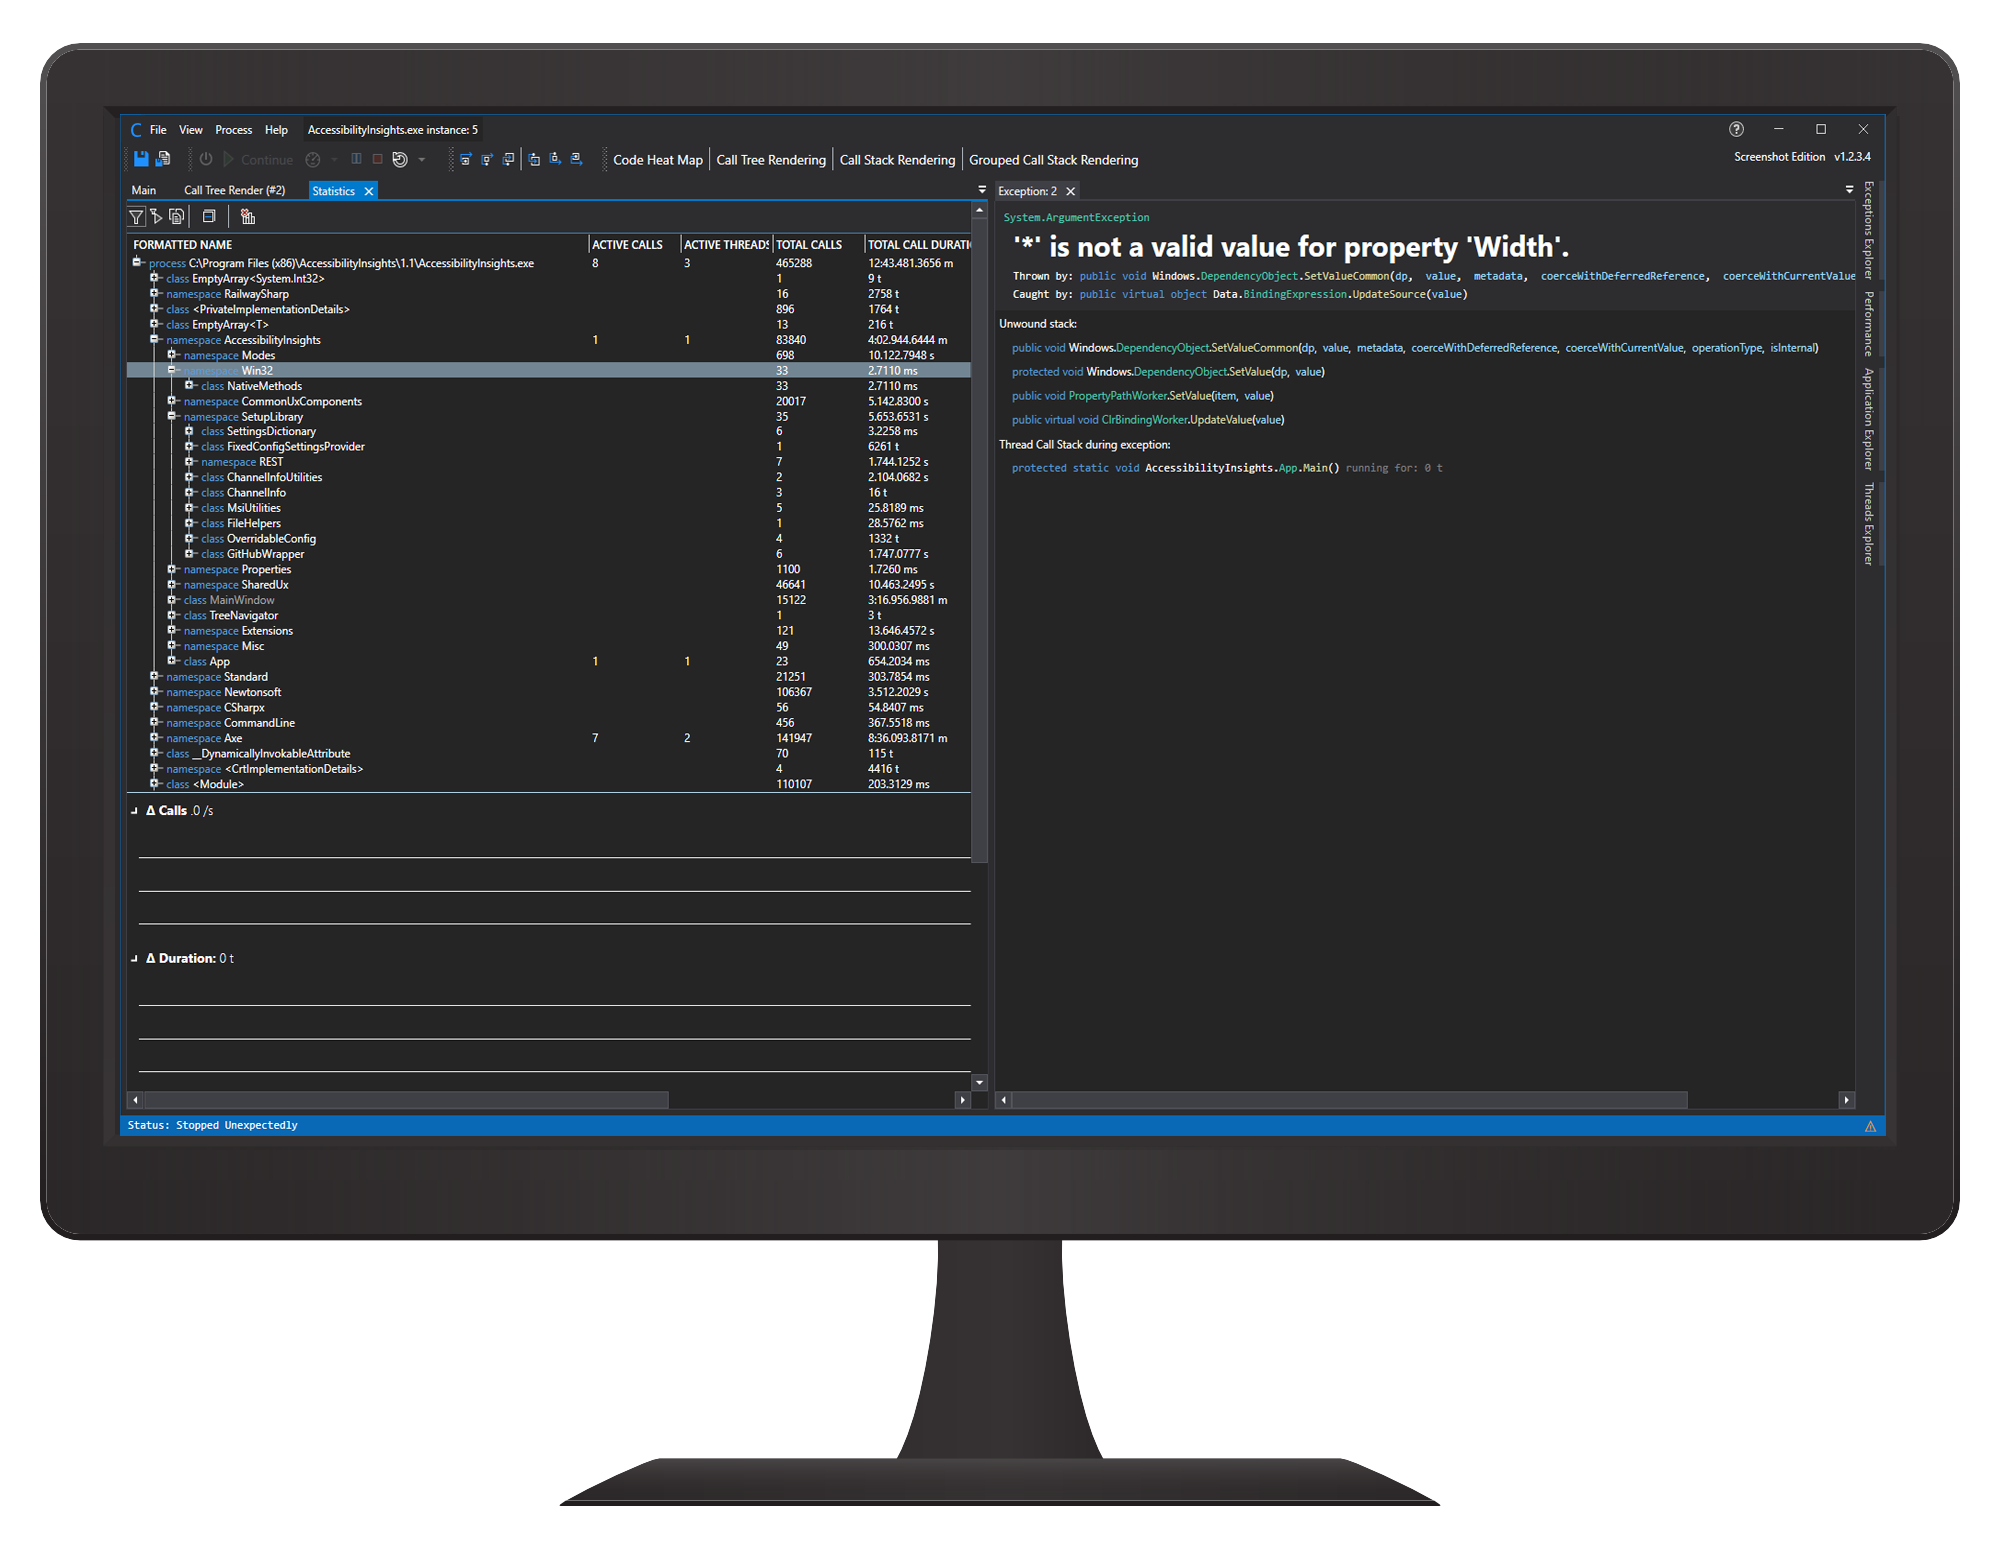 C File View Process Help AccessibilityInsights.exe instance: 5
Continue Code Heat Map Call Tree Rendering Call Stack Rendering Grouped Call Stack Rendering
Screenshot Edition v1.2.3.4
Main Call Tree Render (#2) Statistics
FORMATTED NAME ACTIVE CALLS ACTIVE THREADS TOTAL CALLS TOTAL CALL DURATI
process C:\Program Files (x86)\AccessibilityInsights\1.1\AccessibilityInsights.exe 8 3 465288 12:43.481.3656 m
class EmptyArray<System.Int32> 1 9 t
namespace RailwaySharp 16 2758 t
class <PrivateImplementationDetails> 896 1764 t
class EmptyArray<T> 13 216 t
namespace AccessibilityInsights 1 1 83840 4:02.944.6444 m
namespace Modes 698 10.122.7948 s
namespace Win32 33 2.7110 ms
class NativeMethods 33 2.7110 ms
namespace CommonUxComponents 20017 5.142.8300 s
namespace SetupLibrary 35 5.653.6531 s
class SettingsDictionary 6 3.2258 ms
class FixedConfigSettingsProvider 1 6261 t
namespace REST 7 1.744.1252 s
class ChannelInfoUtilities 2 2.104.0682 s
class ChannelInfo 3 16 t
class MsiUtilities 5 25.8189 ms
class FileHelpers 1 28.5762 ms
class OverridableConfig 4 1332 t
class GitHubWrapper 6 1.747.0777 s
namespace Properties 1100 1.7260 ms
namespace SharedUx 46641 10.463.2495 s
class MainWindow 15122 3:16.956.9881 m
class TreeNavigator 1 3 t
namespace Extensions 121 13.646.4572 s
namespace Misc 49 300.0307 ms
class App 1 1 23 654.2034 ms
namespace Standard 21251 303.7854 ms
namespace Newtonsoft 106367 3.512.2029 s
namespace CSharpx 56 54.8407 ms
namespace CommandLine 456 367.5518 ms
namespace Axe 7 2 141947 8:36.093.8171 m
class __DynamicallyInvokableAttribute 70 115 t
namespace <CrtImplementationDetails> 4 4416 t
class <Module> 110107 203.3129 ms
Δ Calls .0 /s
Δ Duration: 0 t
Exception: 2
System.ArgumentException
'*' is not a valid value for property 'Width'.
Thrown by: public void Windows.DependencyObject.SetValueCommon(dp, value, metadata, coerceWithDeferredReference, coerceWithCurrentValue
Caught by: public virtual object Data.BindingExpression.UpdateSource(value)
Unwound stack:
public void Windows.DependencyObject.SetValueCommon(dp, value, metadata, coerceWithDeferredReference, coerceWithCurrentValue, operationType, isInternal)
protected void Windows.DependencyObject.SetValue(dp, value)
public void PropertyPathWorker.SetValue(item, value)
public virtual void ClrBindingWorker.UpdateValue(value)
Thread Call Stack during exception:
protected static void AccessibilityInsights.App.Main() running for: 0 t
Exceptions Explorer
Performance
Application Explorer
Threads Explorer
Status: Stopped Unexpectedly